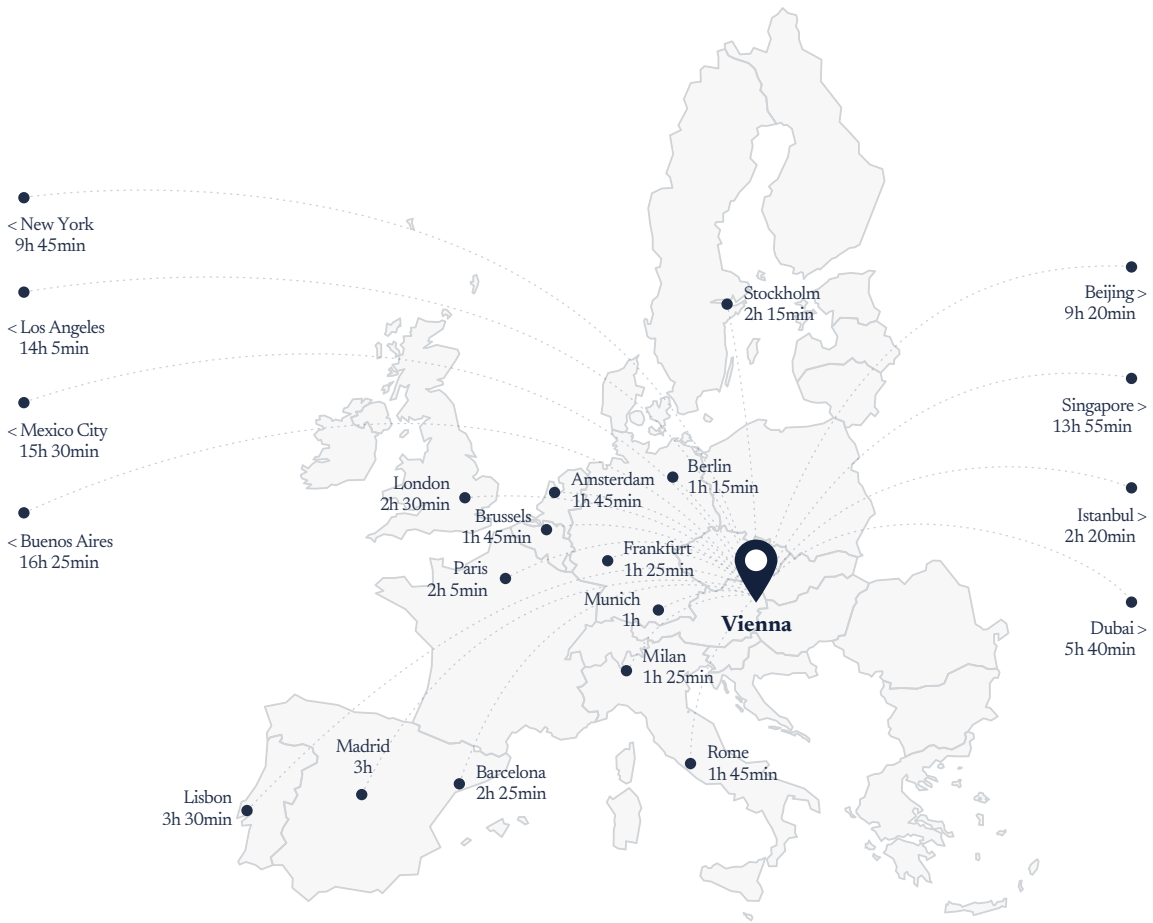 < New York
9h 45min
< Los Angeles
14h 5min
< Mexico City
15h 30min
< Buenos Aires
16h 25min
Stockholm
2h 15min
Beijing >
9h 20min
Singapore >
13h 55min
Istanbul >
2h 20min
Dubai >
5h 40min
Berlin
1h 15min
Amsterdam
1h 45min
London
2h 30min
Brussels
1h 45min
Frankfurt
1h 25min
Paris
2h 5min
Munich
1h
Vienna
Milan
1h 25min
Madrid
3h
Rome
1h 45min
Barcelona
2h 25min
Lisbon
3h 30min